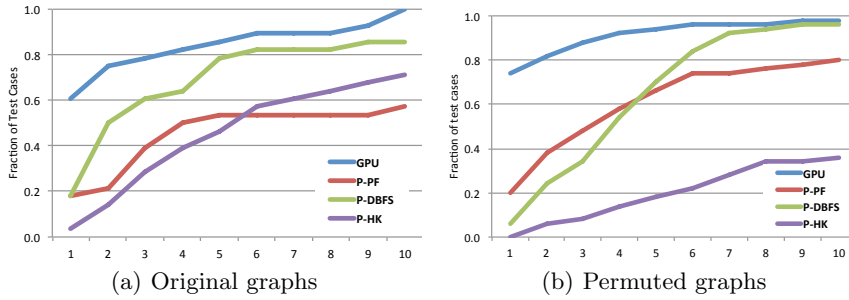 Fraction of Test Cases
1.0
0.8
0.6
0.4
0.2
0.0
GPU
P-PF
P-DBFS
P-HK
1 2 3 4 5 6 7 8 9 10
(a) Original graphs
Fraction of test cases
1.0
0.8
0.6
0.4
0.2
0.0
GPU
P-PF
P-DBFS
P-HK
1 2 3 4 5 6 7 8 9 10
(b) Permuted graphs